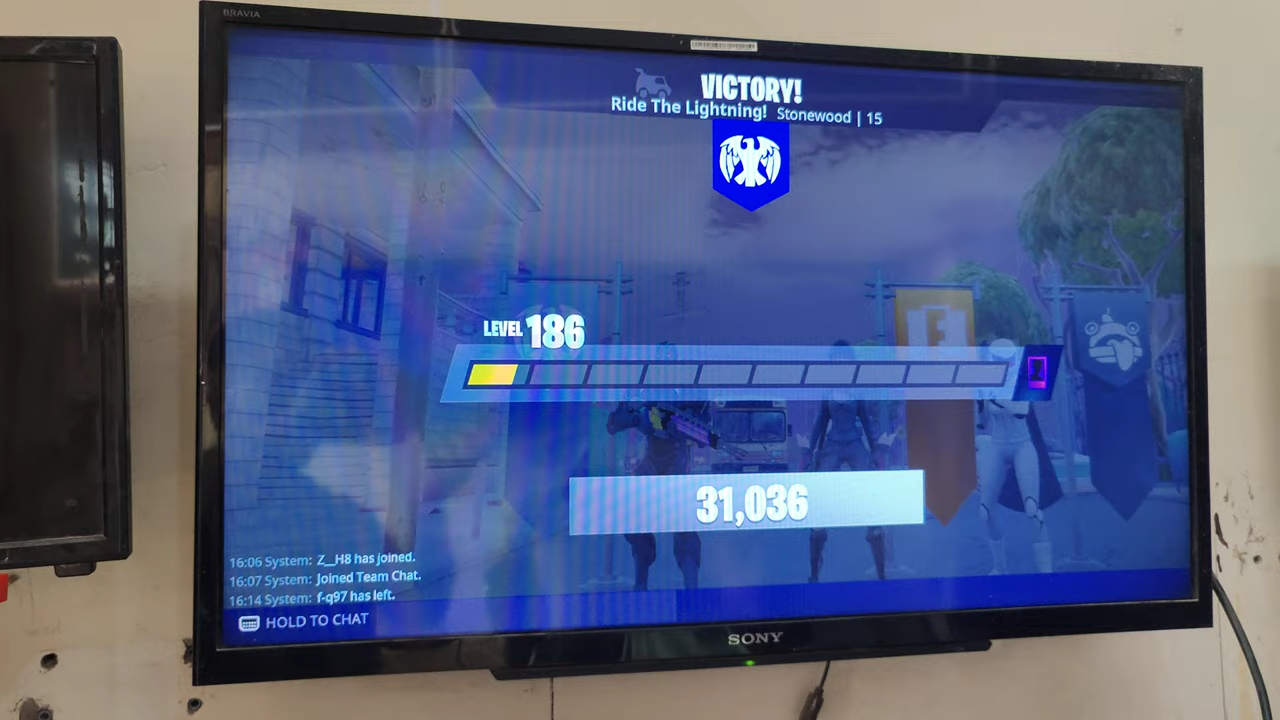 BRAVIA
VICTORY!
Ride The Lightning! Stonewood | 15
LEVEL 186
31,036
16:06 System: Z__H8 has joined.
16:07 System: Joined Team Chat.
16:14 System: f-q97 has left.
HOLD TO CHAT
SONY